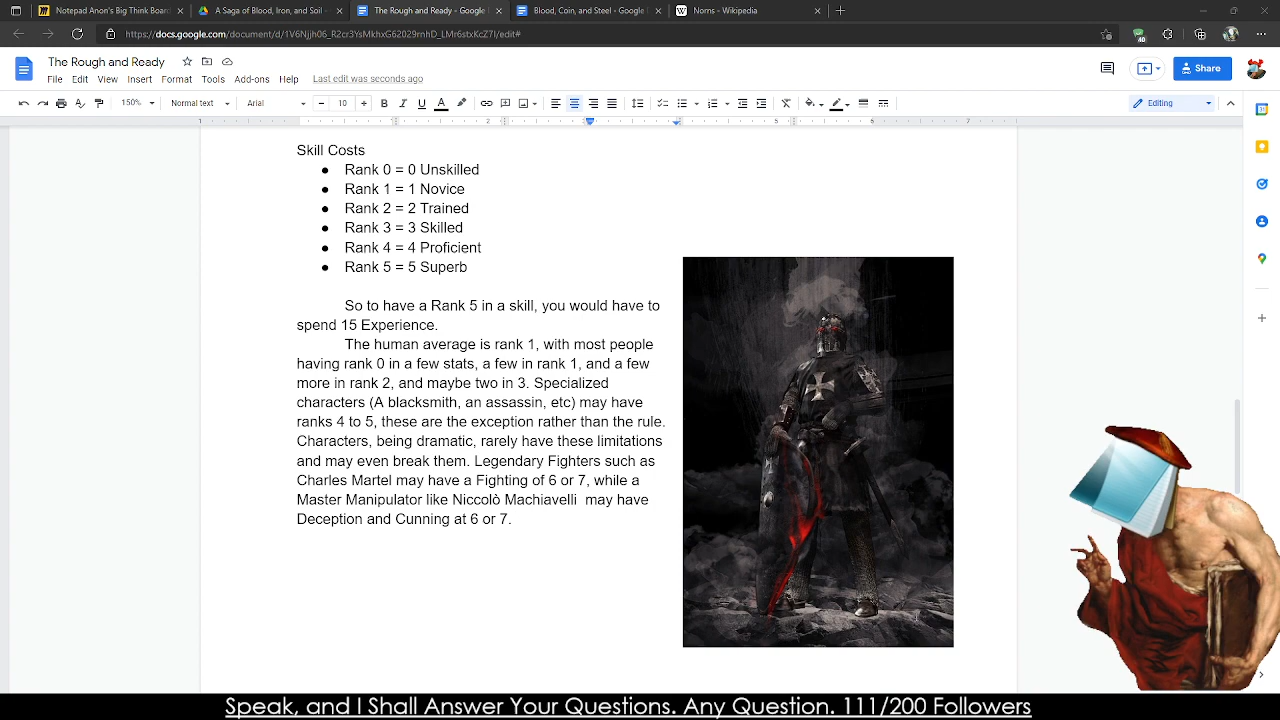 Notepad Anon's Big Think Board
A Saga of Blood, Iron, and Soil -
The Rough and Ready - Google
Blood, Coin, and Steel - Google
Norns - Wikipedia
https://docs.google.com/document/d/1V6Njjh06_R2cr3YsMkhxG62029rnhD_LMr6stxKcZ7I/edit#
40
The Rough and Ready
Share
File Edit View Insert Format Tools Add-ons Help Last edit was seconds ago
150% Normal text Arial 10 Editing
1 1 2 5 6 7
Skill Costs
● Rank 0 = 0 Unskilled
● Rank 1 = 1 Novice
● Rank 2 = 2 Trained
● Rank 3 = 3 Skilled
● Rank 4 = 4 Proficient
● Rank 5 = 5 Superb
So to have a Rank 5 in a skill, you would have to
spend 15 Experience.
The human average is rank 1, with most people
having rank 0 in a few stats, a few in rank 1, and a few
more in rank 2, and maybe two in 3. Specialized
characters (A blacksmith, an assassin, etc) may have
ranks 4 to 5, these are the exception rather than the rule.
Characters, being dramatic, rarely have these limitations
and may even break them. Legendary Fighters such as
Charles Martel may have a Fighting of 6 or 7, while a
Master Manipulator like Niccolò Machiavelli  may have
Deception and Cunning at 6 or 7.
Speak, and I Shall Answer Your Questions. Any Question. 111/200 Followers